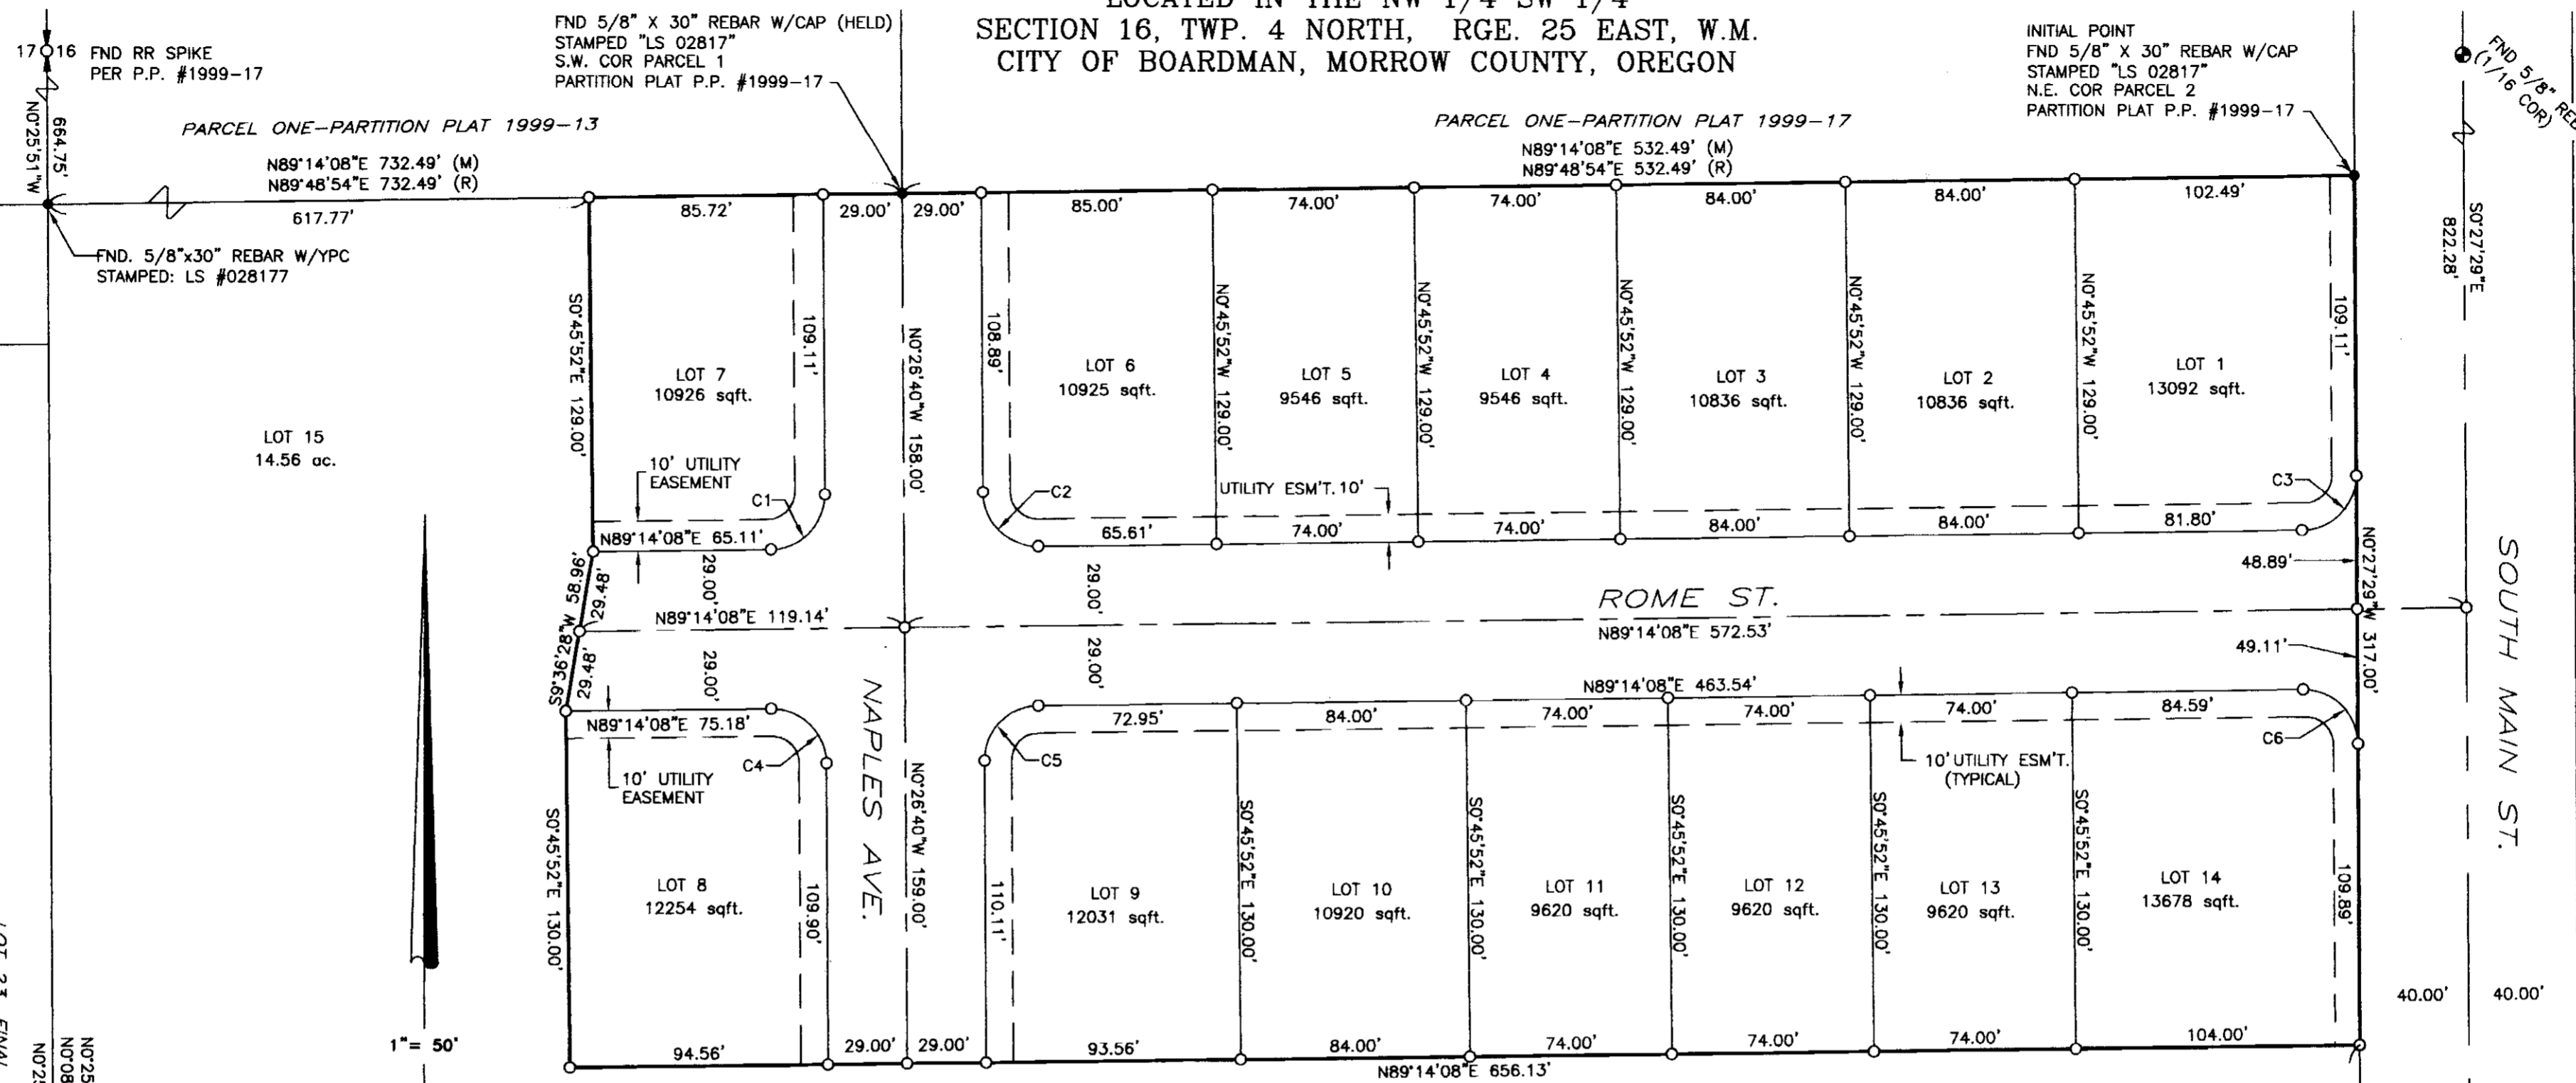 LOCATED IN THE NW 1/4 SW 1/4
SECTION 16, TWP. 4 NORTH, RGE. 25 EAST, W.M.
CITY OF BOARDMAN, MORROW COUNTY, OREGON
17 16 FND RR SPIKE
PER P.P. #1999-17
N0°25'51"W
664.75'
FND 5/8" X 30" REBAR W/CAP (HELD)
STAMPED "LS 02817"
S.W. COR PARCEL 1
PARTITION PLAT P.P. #1999-17
INITIAL POINT
FND 5/8" X 30" REBAR W/CAP
STAMPED "LS 02817"
N.E. COR PARCEL 2
PARTITION PLAT P.P. #1999-17
FND 5/8"
(1/16 COR)
PARCEL ONE-PARTITION PLAT 1999-13
N89°14'08"E 732.49' (M)
N89°48'54"E 732.49' (R)
617.77'
PARCEL ONE-PARTITION PLAT 1999-17
N89°14'08"E 532.49' (M)
N89°48'54"E 532.49' (R)
85.72'
29.00'
29.00'
85.00'
74.00'
74.00'
84.00'
84.00'
102.49'
FND. 5/8"x30" REBAR W/YPC
STAMPED: LS #028177
S0°27'29"E
822.28'
S0°45'52"E 129.00'
109.11'
N0°26'40"W 158.00'
108.89'
N0°45'52"W 129.00'
N0°45'52"W 129.00'
N0°45'52"W 129.00'
N0°45'52"W 129.00'
N0°45'52"W 129.00'
109.11'
LOT 15
14.56 ac.
LOT 7
10926 sqft.
LOT 6
10925 sqft.
LOT 5
9546 sqft.
LOT 4
9546 sqft.
LOT 3
10836 sqft.
LOT 2
10836 sqft.
LOT 1
13092 sqft.
10' UTILITY
EASEMENT
C1
C2
UTILITY ESM'T. 10'
C3
N89°14'08"E 65.11'
65.61'
74.00'
74.00'
84.00'
84.00'
81.80'
S9°36'28"W 58.96'
29.48'
29.48'
29.00'
29.00'
29.00'
29.00'
N89°14'08"E 119.14'
ROME ST.
N89°14'08"E 572.53'
48.89'
49.11'
N0°27'29"W 317.00'
SOUTH MAIN ST.
N89°14'08"E 463.54'
N89°14'08"E 75.18'
72.95'
84.00'
74.00'
74.00'
74.00'
84.59'
10' UTILITY
EASEMENT
C4
C5
10' UTILITY ESM'T.
(TYPICAL)
C6
NAPLES AVE.
S0°45'52"E 130.00'
109.90'
N0°26'40"W 159.00'
110.11'
S0°45'52"E 130.00'
S0°45'52"E 130.00'
S0°45'52"E 130.00'
S0°45'52"E 130.00'
S0°45'52"E 130.00'
109.89'
LOT 8
12254 sqft.
LOT 9
12031 sqft.
LOT 10
10920 sqft.
LOT 11
9620 sqft.
LOT 12
9620 sqft.
LOT 13
9620 sqft.
LOT 14
13678 sqft.
40.00'
40.00'
1"= 50'
94.56'
29.00'
29.00'
93.56'
84.00'
74.00'
74.00'
74.00'
104.00'
N89°14'08"E 656.13'